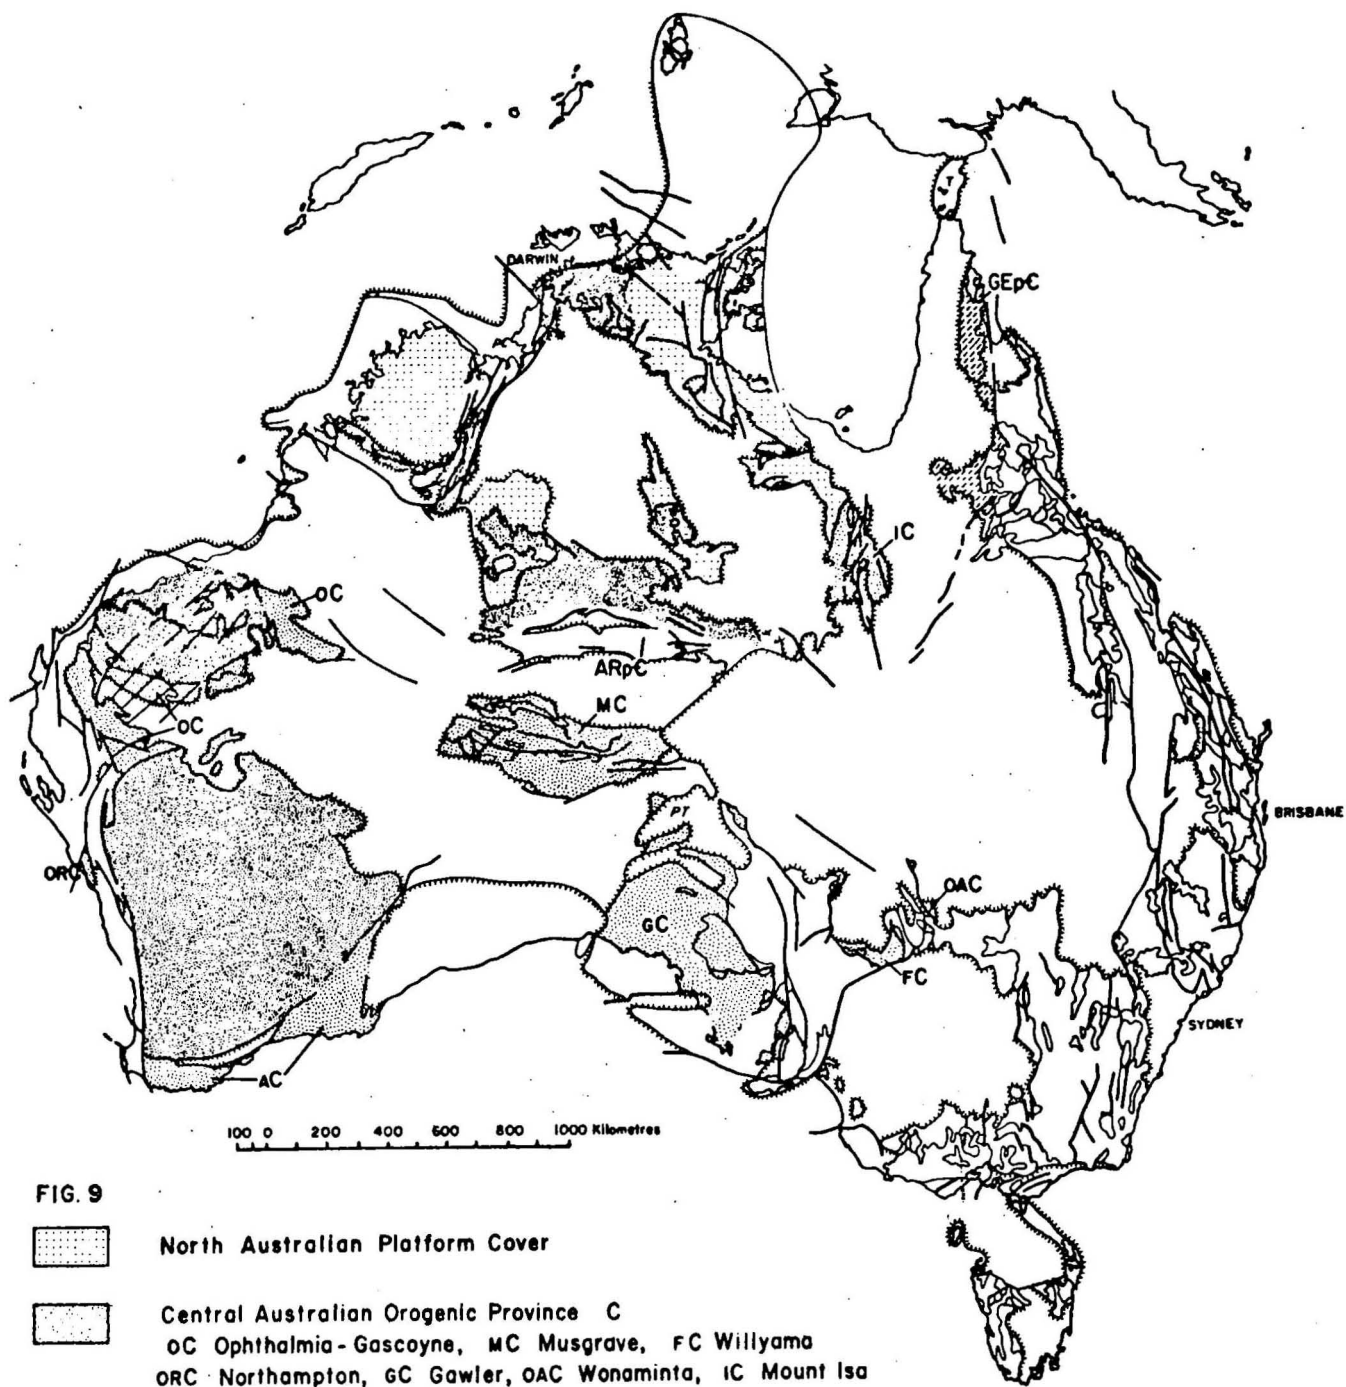 T
DARWIN
GEpЄ
IC
OC
ARpЄ
MC
OC
PT
BRISBANE
ORC
OAC
GC
FC
SYDNEY
AC
100 0 200 400 600 800 1000 Kilometres
FIG. 9
North Australian Platform Cover
Central Australian Orogenic Province C
OC Ophthalmia-Gascoyne, MC Musgrave, FC Willyama
ORC Northampton, GC Gawler, OAC Wonaminta, IC Mount Isa